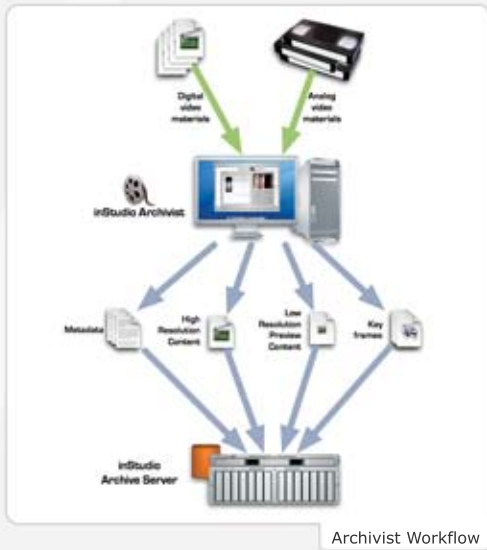 Digital
video
materials
Analog
video
materials
inStudio Archivist
Metadata
High
Resolution
Content
Low
Resolution
Preview
Content
Key
frames
inStudio
Archive Server
Archivist Workflow